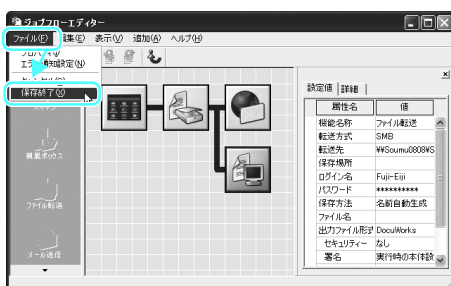 ジョブフローエディター
ファイル(F) 編集(E) 表示(V) 追加(A) ヘルプ(H)
エラー通知設定(N)
保存終了(X)
親展ボックス
ファイル転送
メール送信
設定値 詳細
属性名 値
機能名称 ファイル転送
転送方式 SMB
転送先 ¥¥Soumu0808¥S
保存場所
ログイン名 Fuji-Eiji
パスワード **********
保存方法 名前自動生成
ファイル名
出力ファイル形式 DocuWorks
セキュリティー なし
署名 実行時の本体設